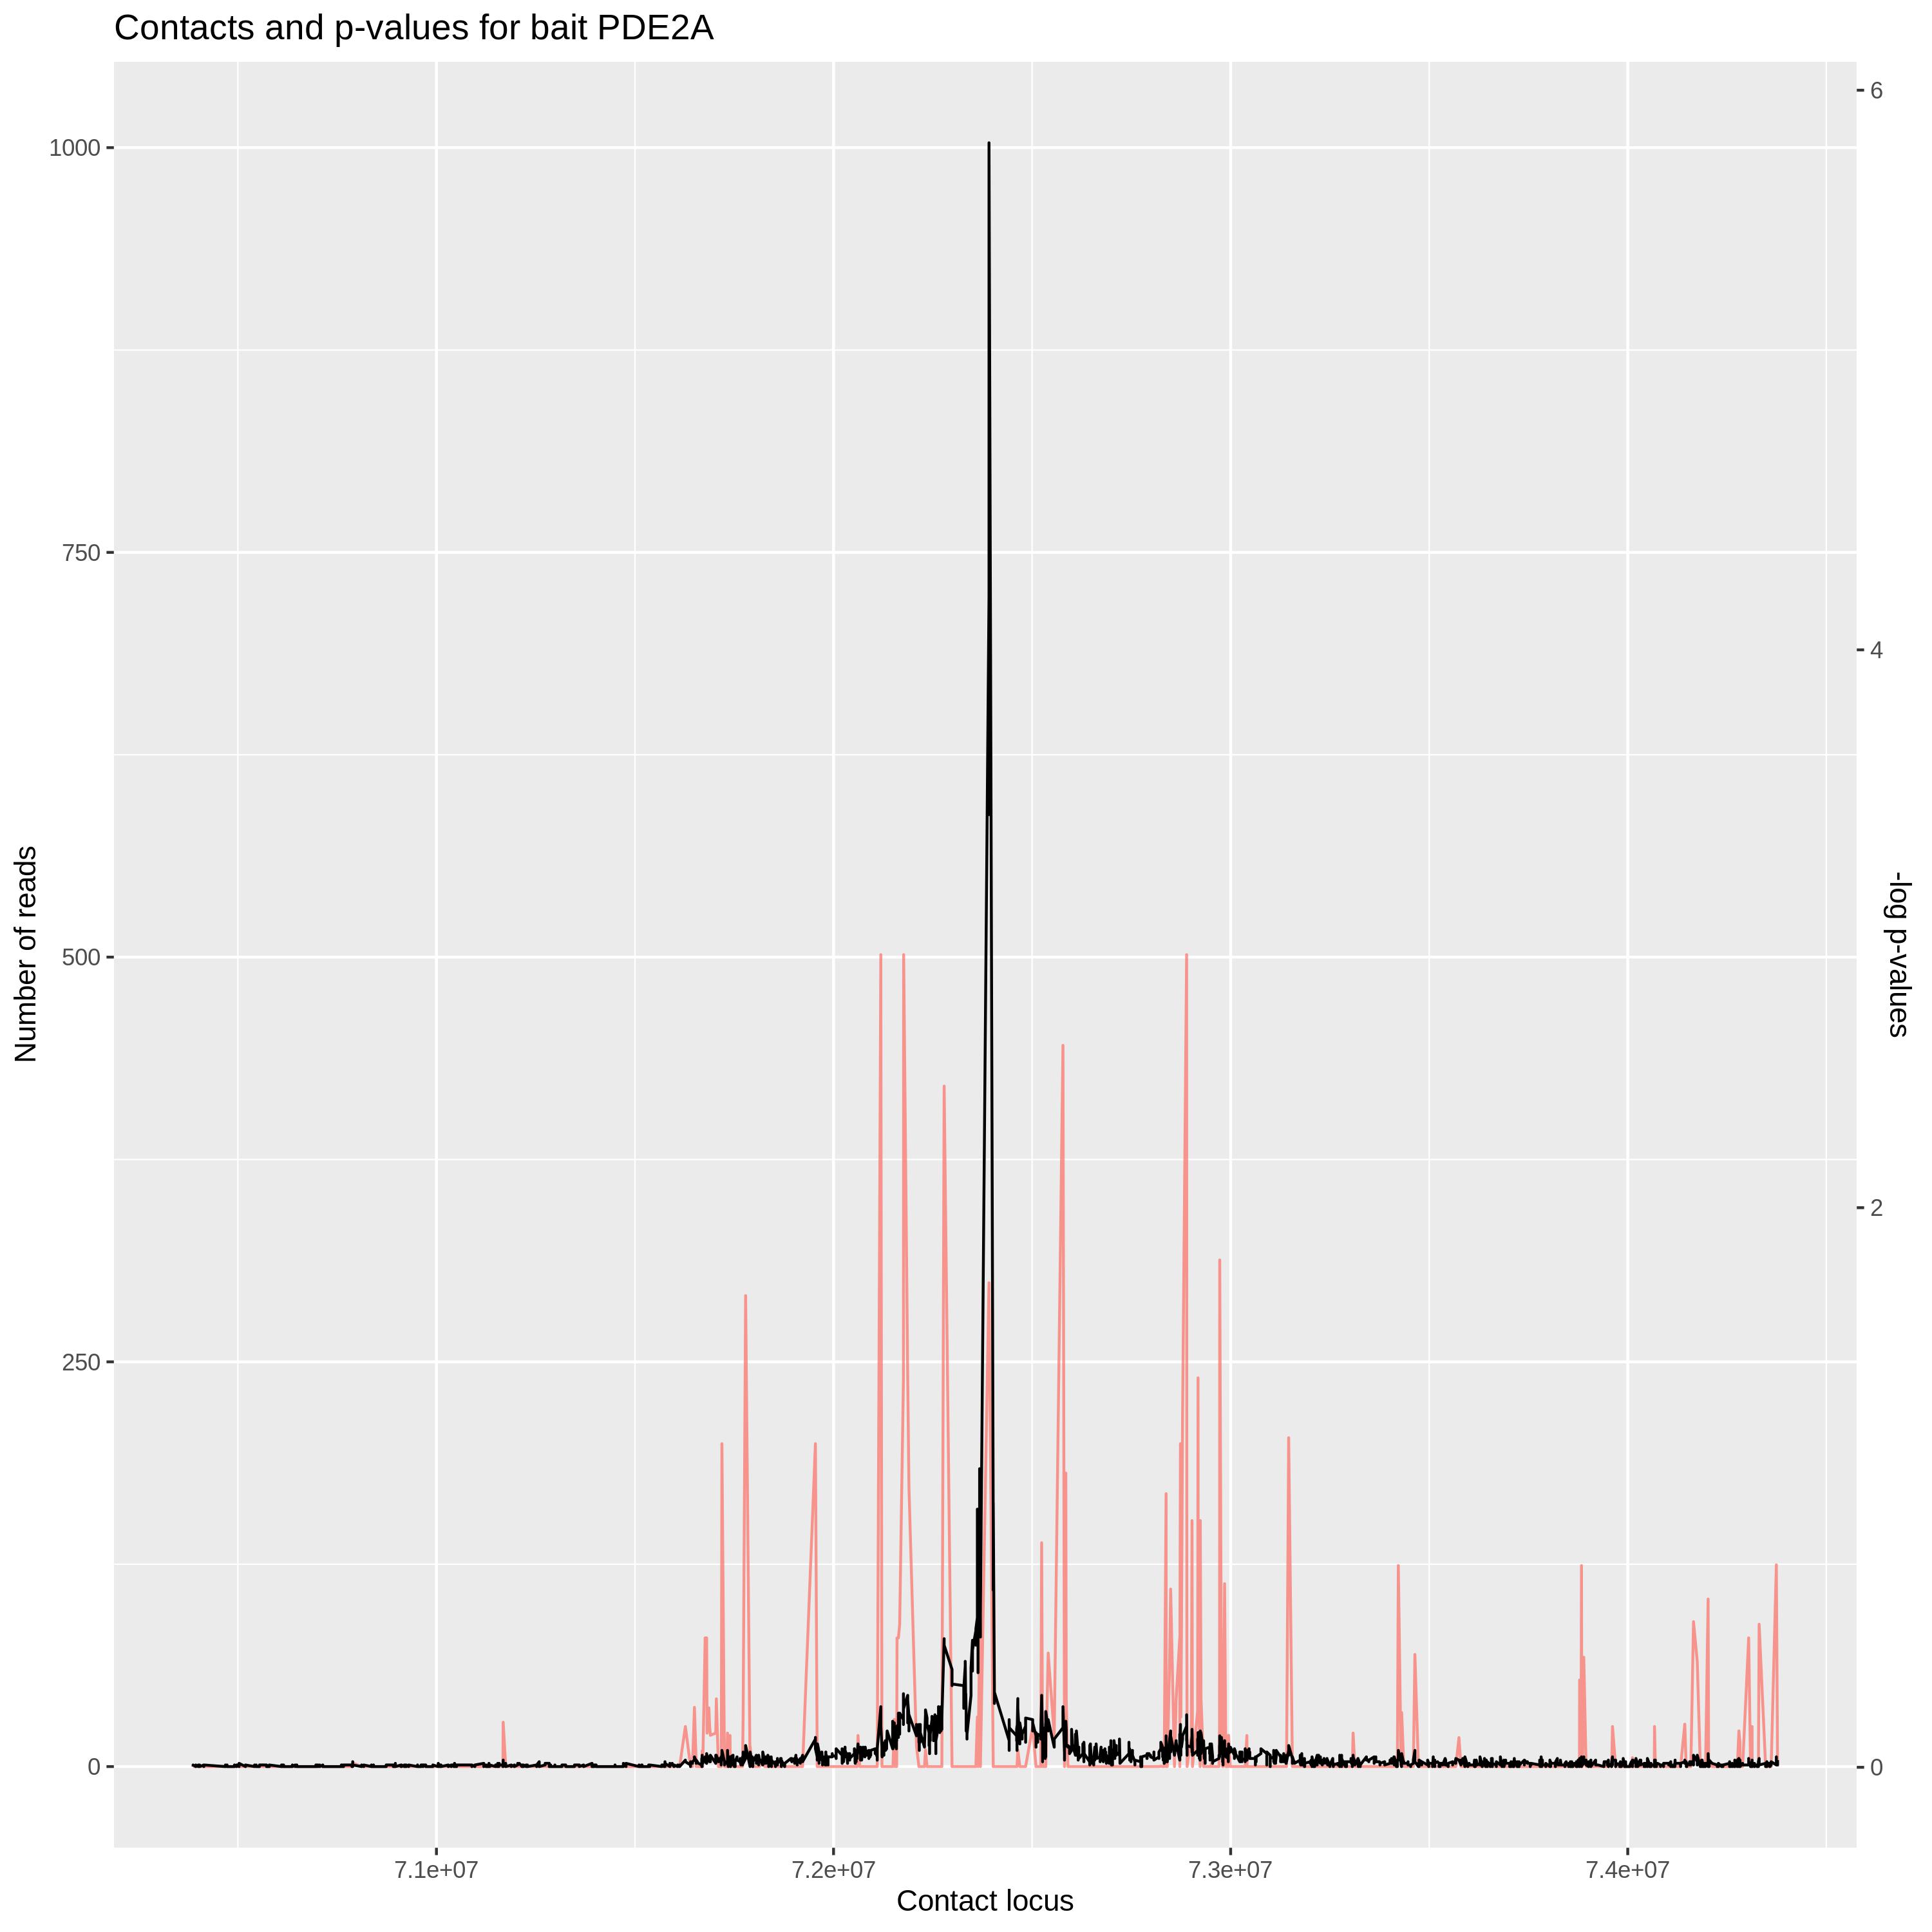 Contacts and p-values for bait PDE2A
1000
750
500
250
0
Number of reads
6
4
2
0
-log p-values
7.1e+07
7.2e+07
7.3e+07
7.4e+07
Contact locus